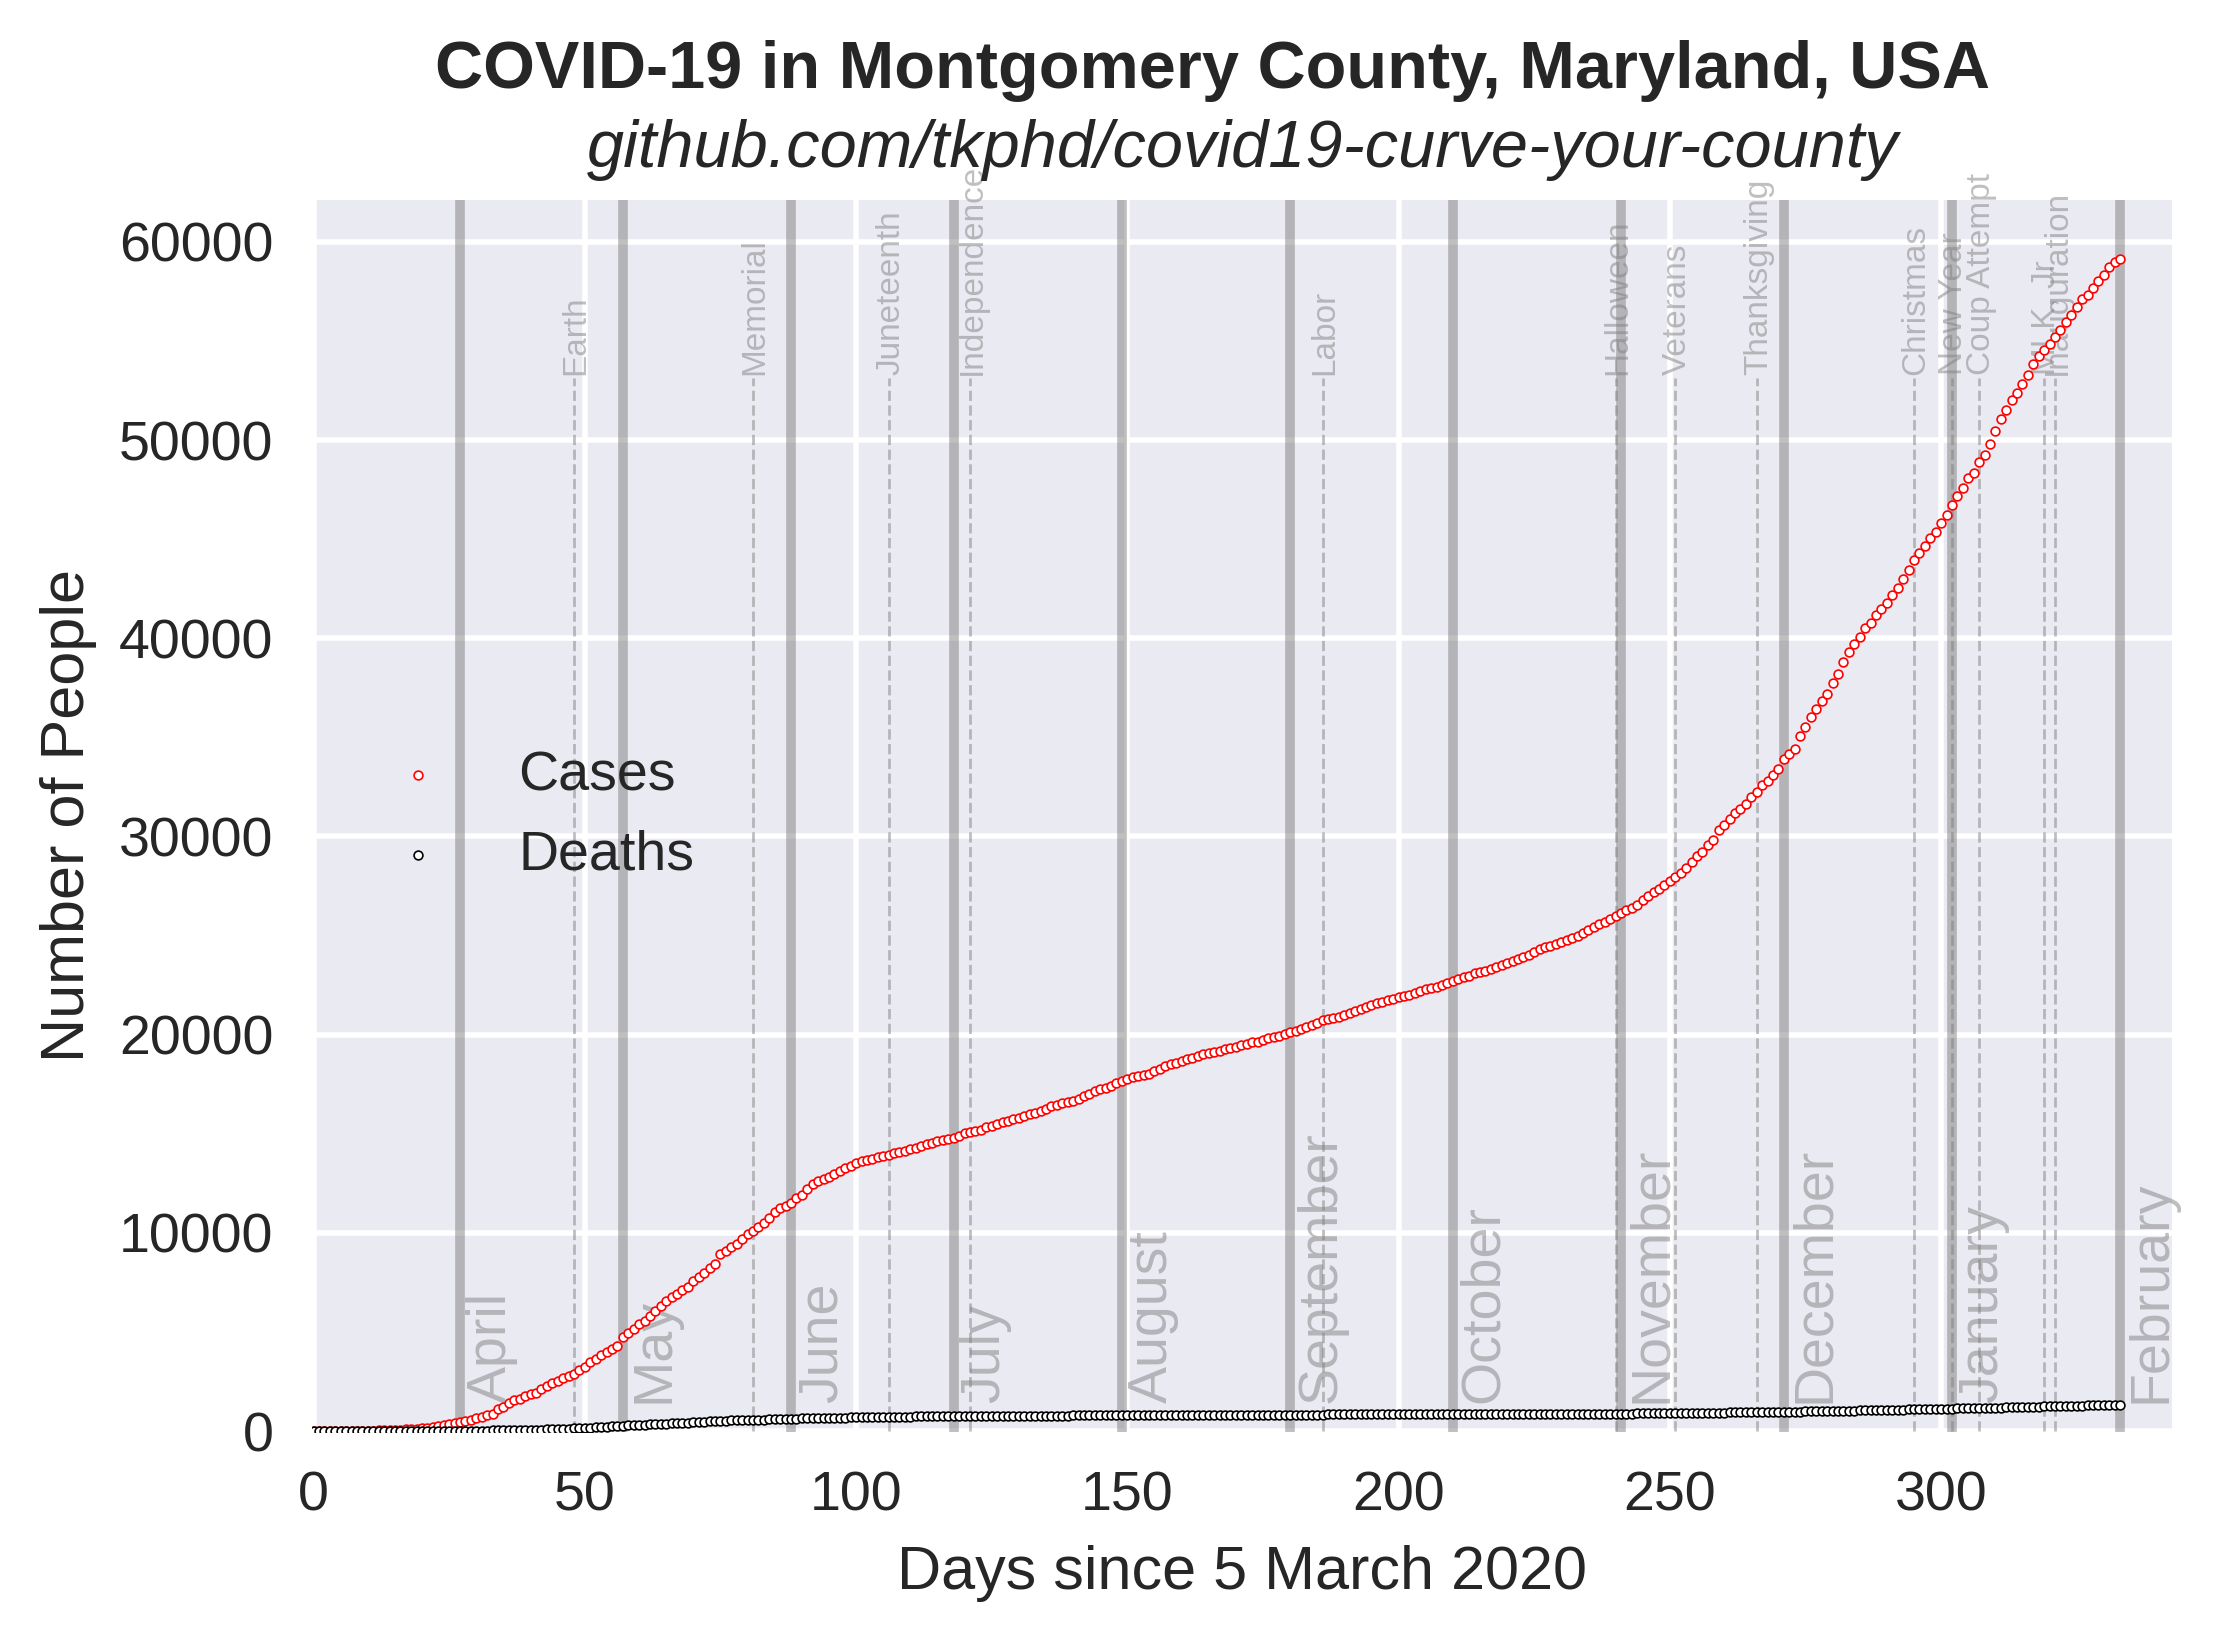 COVID-19 in Montgomery County, Maryland, USA
github.com/tkphd/covid19-curve-your-county
60000
50000
40000
30000
20000
10000
0
Number of People
Earth
Memorial
Juneteenth
Independence
Labor
Halloween
Veterans
Thanksgiving
Christmas
New Year
Coup Attempt
MLK, Jr.
Inauguration
Cases
Deaths
April
May
June
July
August
September
October
November
December
January
February
0
50
100
150
200
250
300
Days since 5 March 2020